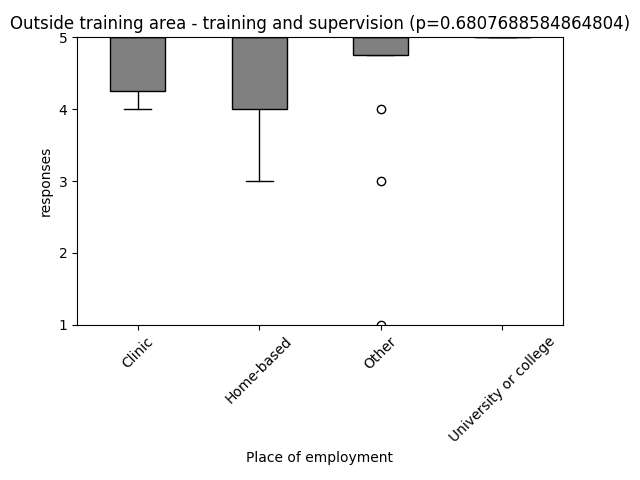 Outside training area - training and supervision (p=0.6807688584864804)
5
4
3
2
1
responses
Clinic
Home-based
Other
University or college
Place of employment